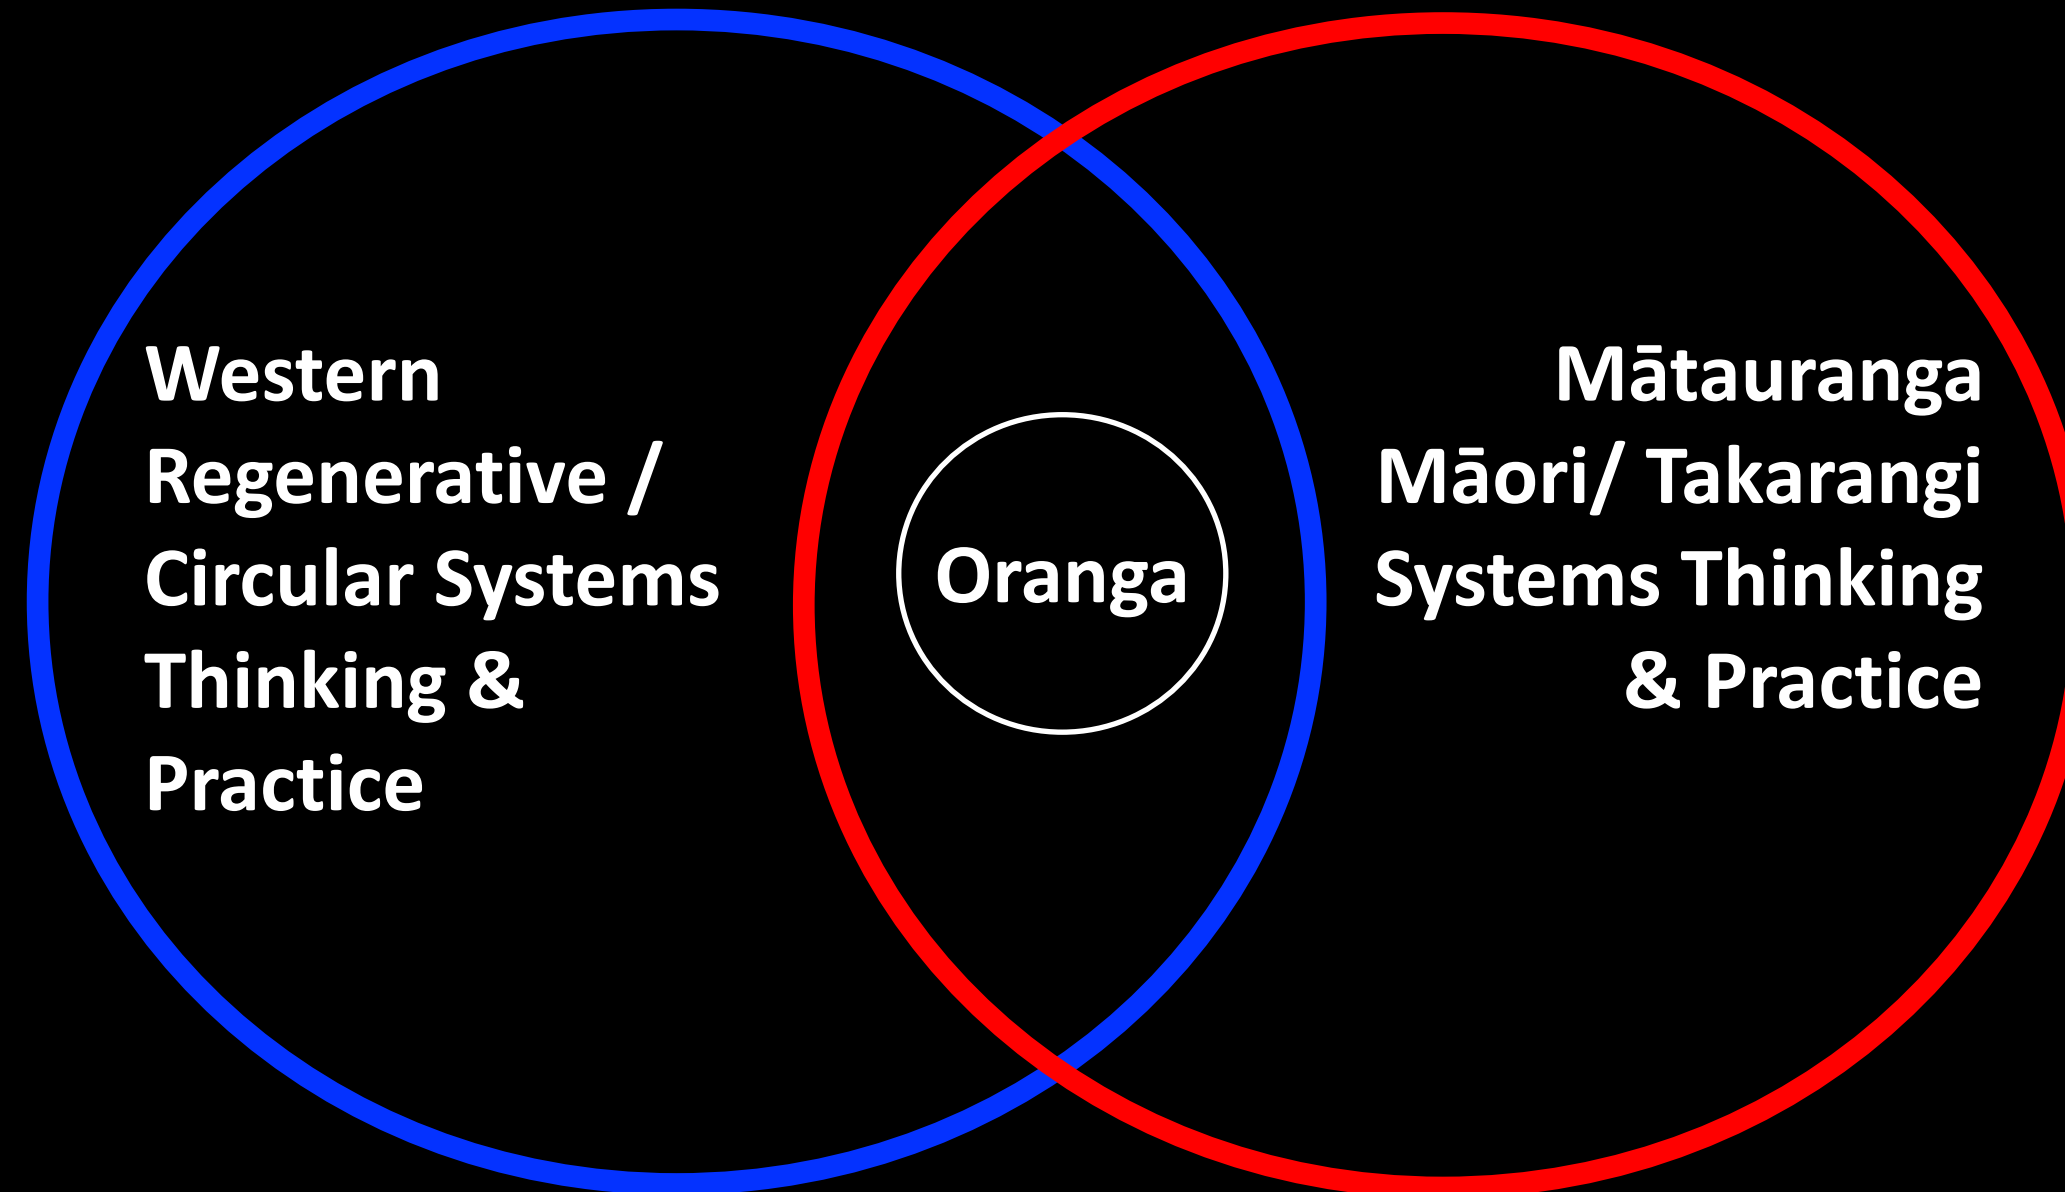 Western
Regenerative /
Circular Systems
Thinking &
Practice
Oranga
Mātauranga
Māori/ Takarangi
Systems Thinking
& Practice